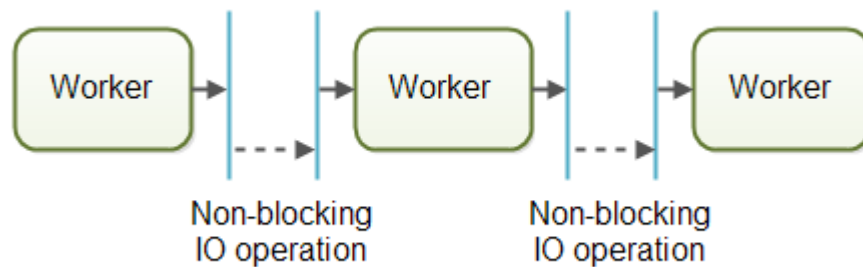 Worker
Worker
Worker
Non-blocking
IO operation
Non-blocking
IO operation